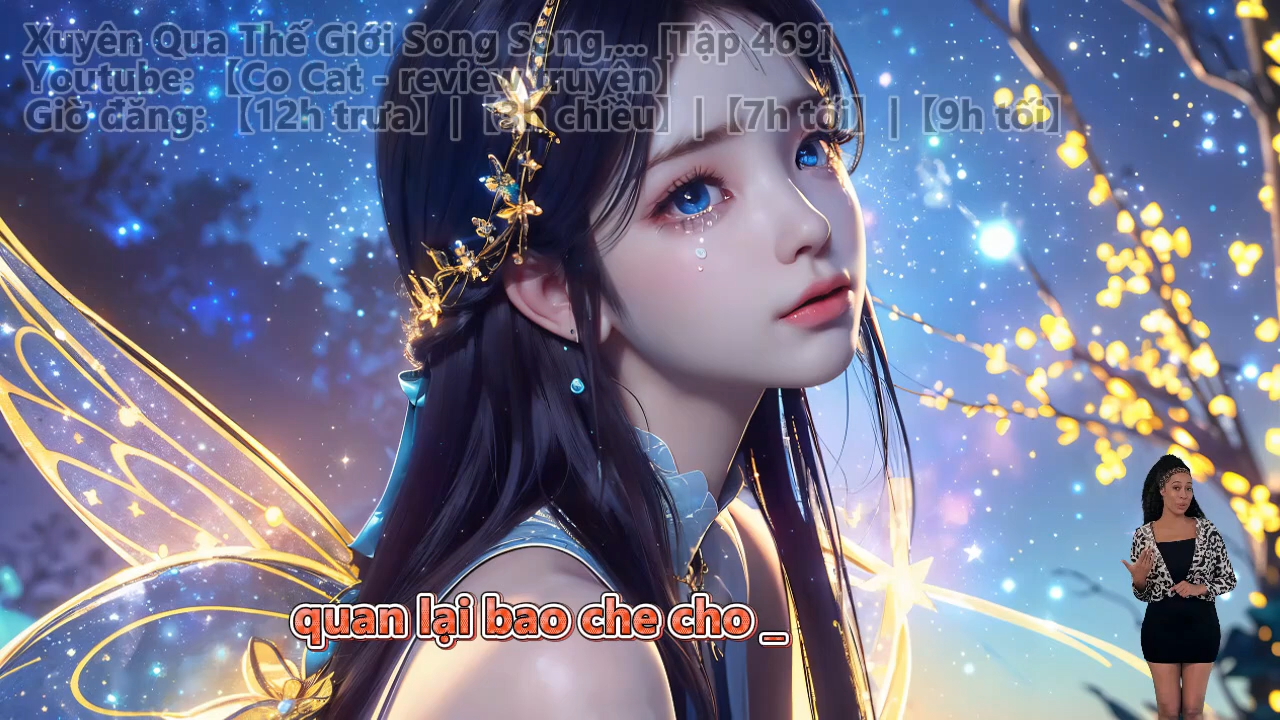 Xuyên Qua Thế Giới Song Song,... [Tập 469]
Youtube: 【Co Cat - review truyện】
Giờ đăng: 【12h trưa】 | chiều】 | 【7h tối】 | 【9h tối】
quan lại bao che cho _